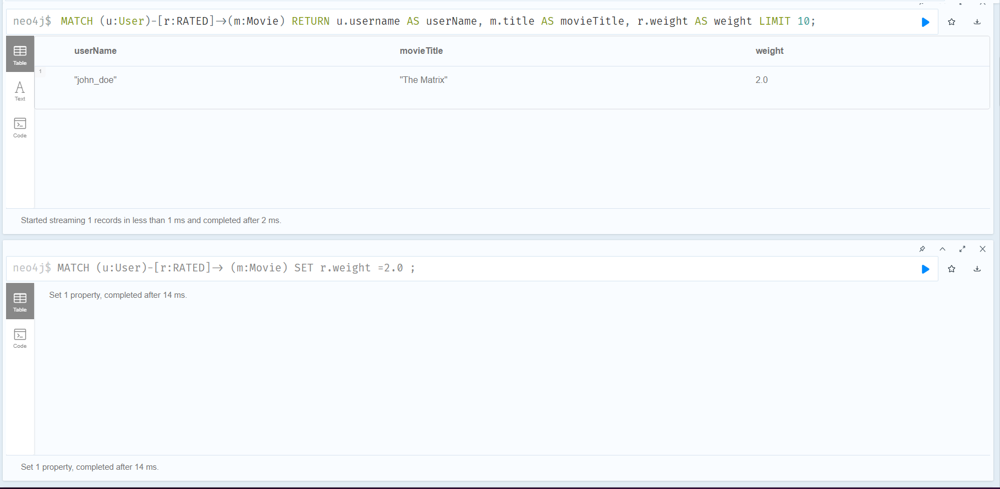 neo4j$ MATCH (u:User)-[r:RATED]->(m:Movie) RETURN u.username AS userName, m.title AS movieTitle, r.weight AS weight LIMIT 10;
Table
Text
Code
userName movieTitle weight
1
"john_doe" "The Matrix" 2.0
Started streaming 1 records in less than 1 ms and completed after 2 ms.
neo4j$ MATCH (u:User)-[r:RATED]-> (m:Movie) SET r.weight =2.0 ;
Table
Code
Set 1 property, completed after 14 ms.
Set 1 property, completed after 14 ms.